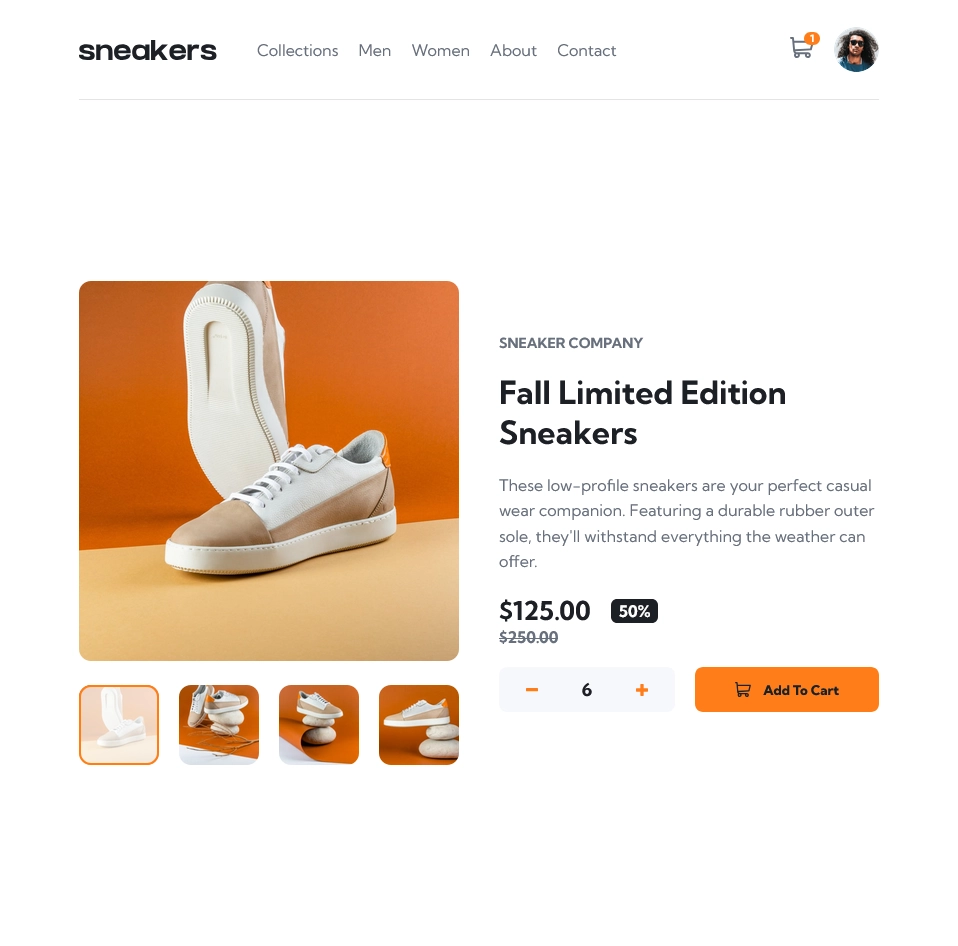 sneakers
Collections Men Women About Contact
1
SNEAKER COMPANY
Fall Limited Edition
Sneakers
These low-profile sneakers are your perfect casual
wear companion. Featuring a durable rubber outer
sole, they'll withstand everything the weather can
offer.
$125.00 50%
$250.00
6
Add To Cart